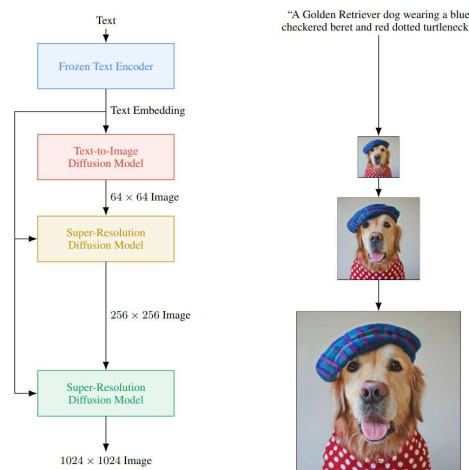 Text
Frozen Text Encoder
Text Embedding
Text-to-Image
Diffusion Model
64 × 64 Image
Super-Resolution
Diffusion Model
256 × 256 Image
Super-Resolution
Diffusion Model
1024 × 1024 Image
“A Golden Retriever dog wearing a blue
checkered beret and red dotted turtleneck